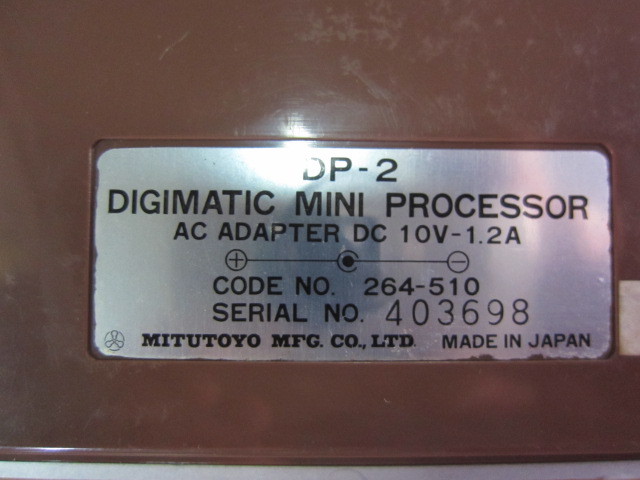 DP-2
DIGIMATIC MINI PROCESSOR
AC ADAPTER DC 10V-1.2A
CODE NO. 264-510
SERIAL NO. 403698
MITUTOYO MFG. CO., LTD. MADE IN JAPAN